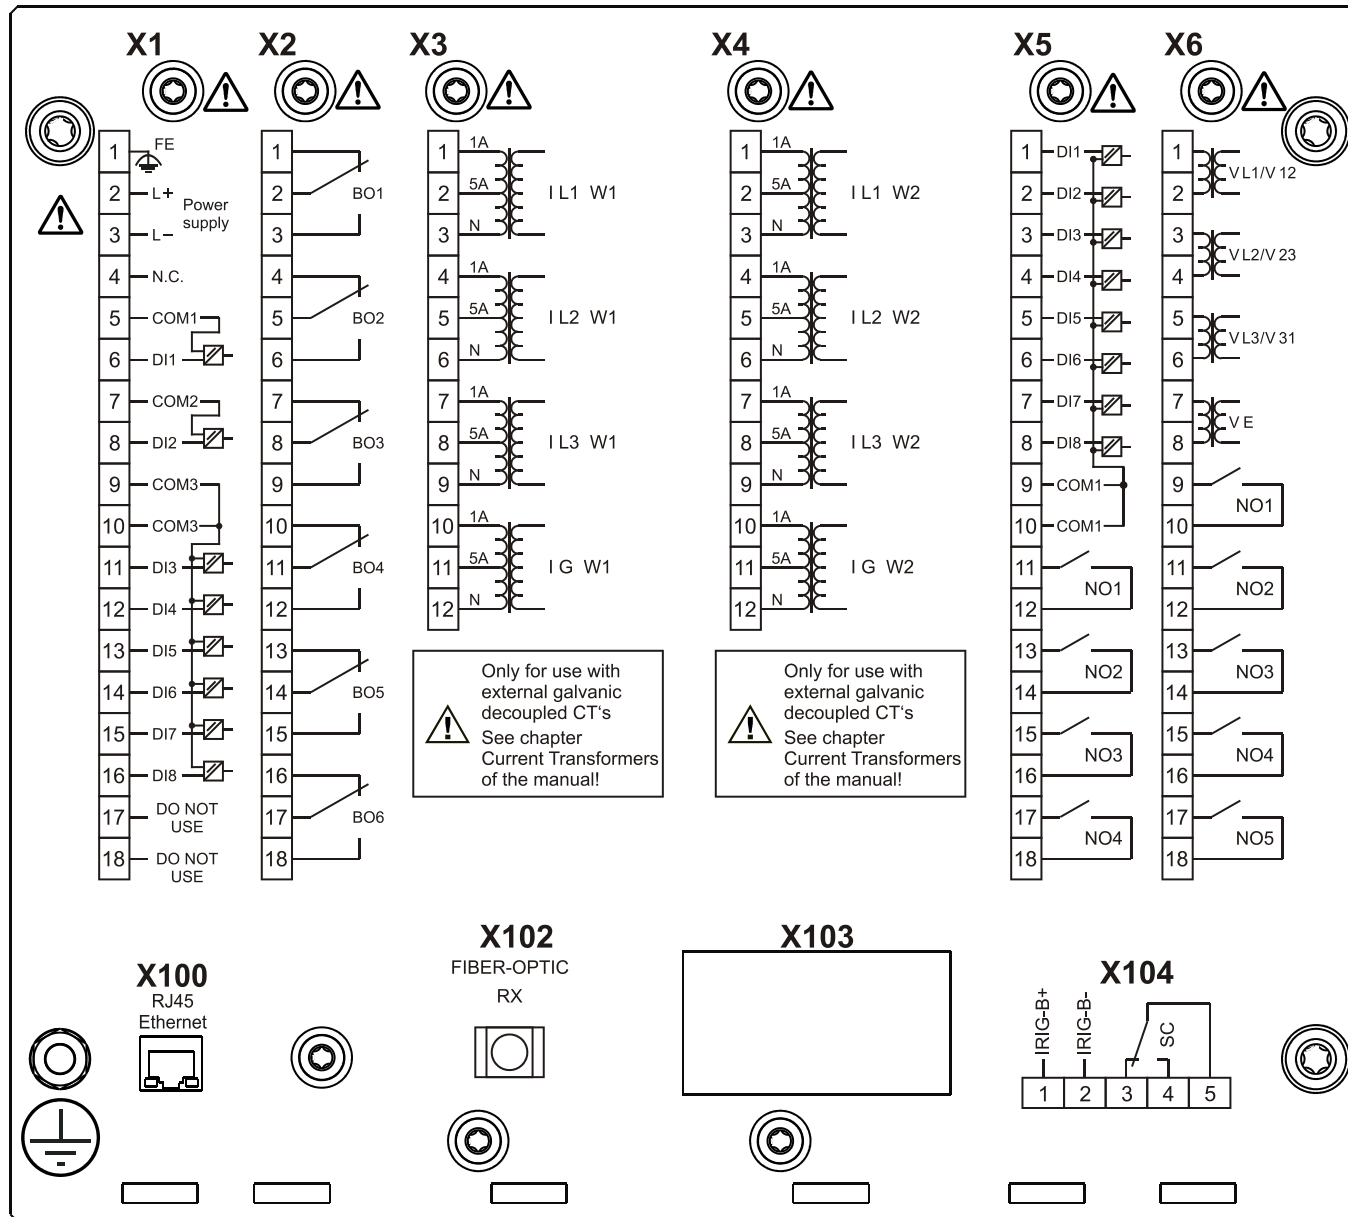 X1 X2 X3 X4 X5 X6
1 FE
2 L+ Power
supply
3 L–
4 N.C.
5 COM1
6 DI1
7 COM2
8 DI2
9 COM3
10 COM3
11 DI3
12 DI4
13 DI5
14 DI6
15 DI7
16 DI8
17 DO NOT
USE
18 DO NOT
USE
1
2 BO1
3
4
5 BO2
6
7
8 BO3
9
10
11 BO4
12
13
14 BO5
15
16
17 BO6
18
1 1A
2 5A I L1 W1
3 N
4 1A
5 5A I L2 W1
6 N
7 1A
8 5A I L3 W1
9 N
10 1A
11 5A I G W1
12 N
Only for use with
external galvanic
decoupled CT‘s
See chapter
Current Transformers
of the manual!
1 1A
2 5A I L1 W2
3 N
4 1A
5 5A I L2 W2
6 N
7 1A
8 5A I L3 W2
9 N
10 1A
11 5A I G W2
12 N
Only for use with
external galvanic
decoupled CT‘s
See chapter
Current Transformers
of the manual!
1 DI1
2 DI2
3 DI3
4 DI4
5 DI5
6 DI6
7 DI7
8 DI8
9 COM1
10 COM1
11
NO1
12
13
NO2
14
15
NO3
16
17
NO4
18
1
V L1/V 12
2
3
V L2/V 23
4
5
V L3/V 31
6
7
V E
8
9
NO1
10
11
NO2
12
13
NO3
14
15
NO4
16
17
NO5
18
X100
RJ45
Ethernet
X102
FIBER-OPTIC
RX
X103
X104
IRIG-B+
IRIG-B-
SC
1 2 3 4 5